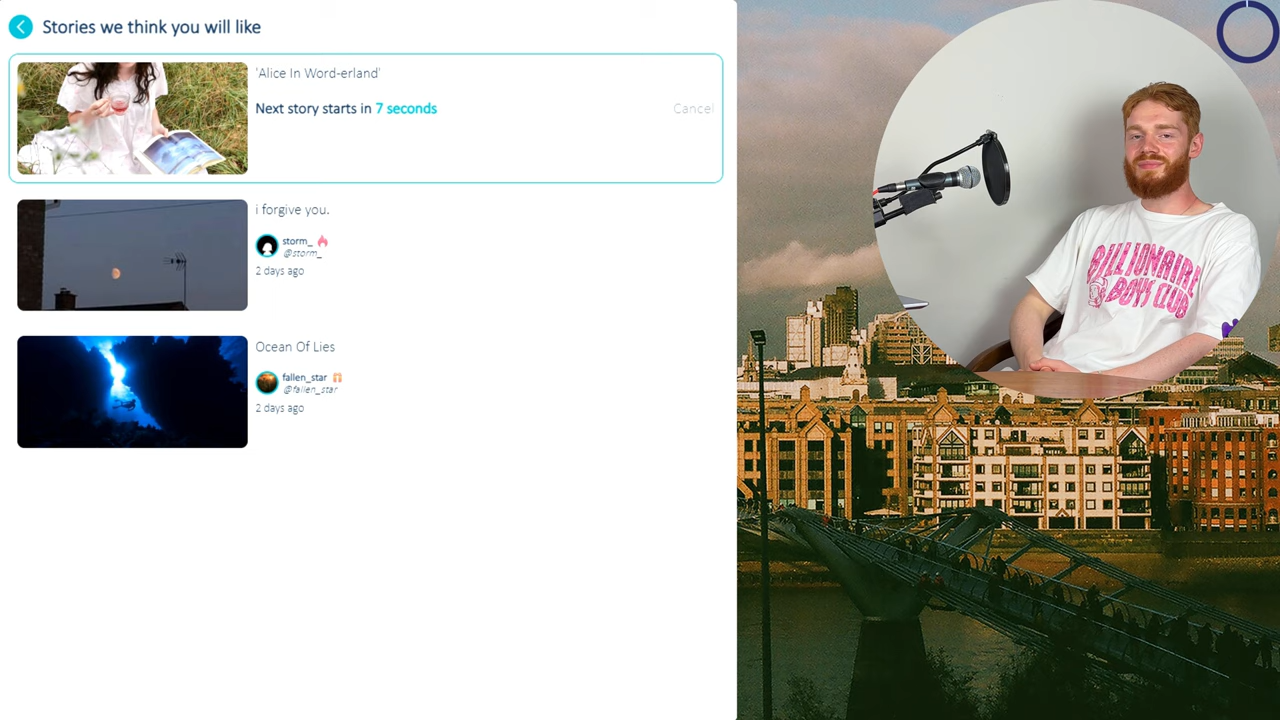 Stories we think you will like
'Alice In Word-erland'
Next story starts in 7 seconds
Cancel
i forgive you.
storm_
@storm_
2 days ago
Ocean Of Lies
fallen_star
@fallen_star
2 days ago
BILLIONAIRE
BOYS CLUB